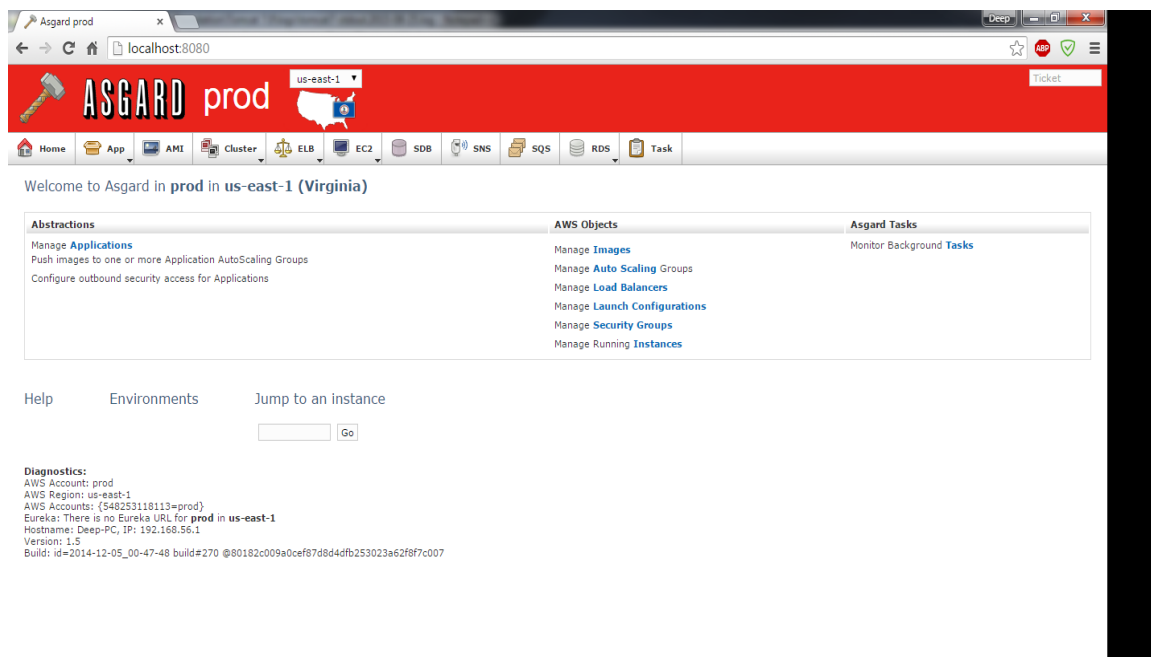 Asgard prod
Deep
localhost:8080
ABP
ASGARD prod
us-east-1
Ticket
Home App AMI Cluster ELB EC2 SDB SNS SQS RDS Task
Welcome to Asgard in prod in us-east-1 (Virginia)
Abstractions
Manage Applications
Push images to one or more Application AutoScaling Groups
Configure outbound security access for Applications
AWS Objects
Manage Images
Manage Auto Scaling Groups
Manage Load Balancers
Manage Launch Configurations
Manage Security Groups
Manage Running Instances
Asgard Tasks
Monitor Background Tasks
Help
Environments
Jump to an instance
Go
Diagnostics:
AWS Account: prod
AWS Region: us-east-1
AWS Accounts: {548253118113=prod}
Eureka: There is no Eureka URL for prod in us-east-1
Hostname: Deep-PC, IP: 192.168.56.1
Version: 1.5
Build: id=2014-12-05_00-47-48 build#270 @80182c009a0cef87d8d4dfb253023a62f8f7c007